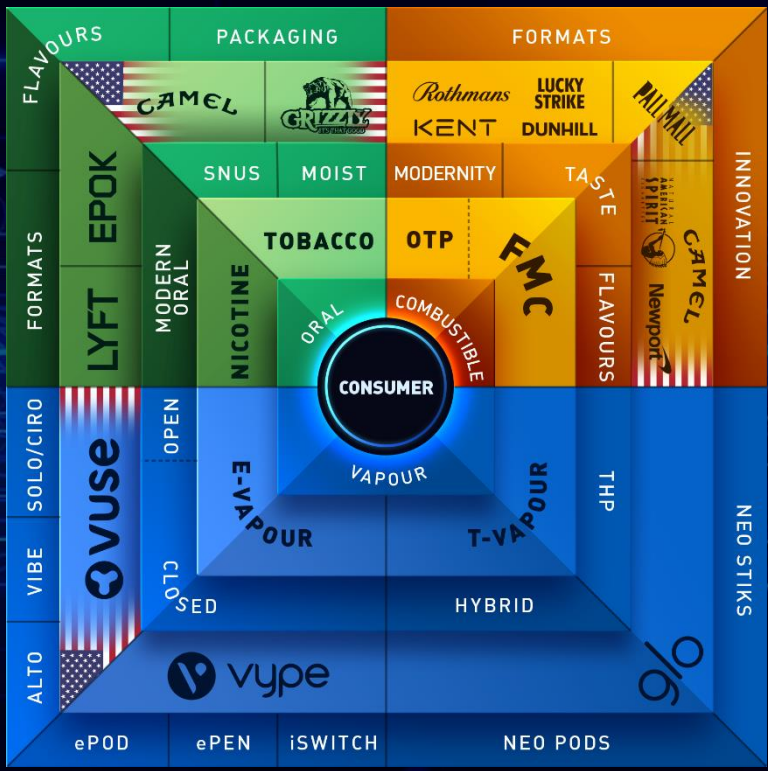 FLAVOURS
PACKAGING
FORMATS
CAMEL
GRIZZLY
Rothmans
LUCKY
STRIKE
KENT
DUNHILL
PALL MALL
EPOK
SNUS
MOIST
MODERNITY
TASTE
INNOVATION
NATURAL
AMERICAN
SPIRIT
CAMEL
Newport
FORMATS
LYFT
MODERN
ORAL
NICOTINE
TOBACCO
OTP
FMC
FLAVOURS
ORAL
COMBUSTIBLE
CONSUMER
VAPOUR
SOLO/CIRO
VIBE
ALTO
vuse
OPEN
CLOSED
E-VAPOUR
T-VAPOUR
THP
HYBRID
NEO STIKS
vype
glo
ePOD
ePEN
iSWITCH
NEO PODS